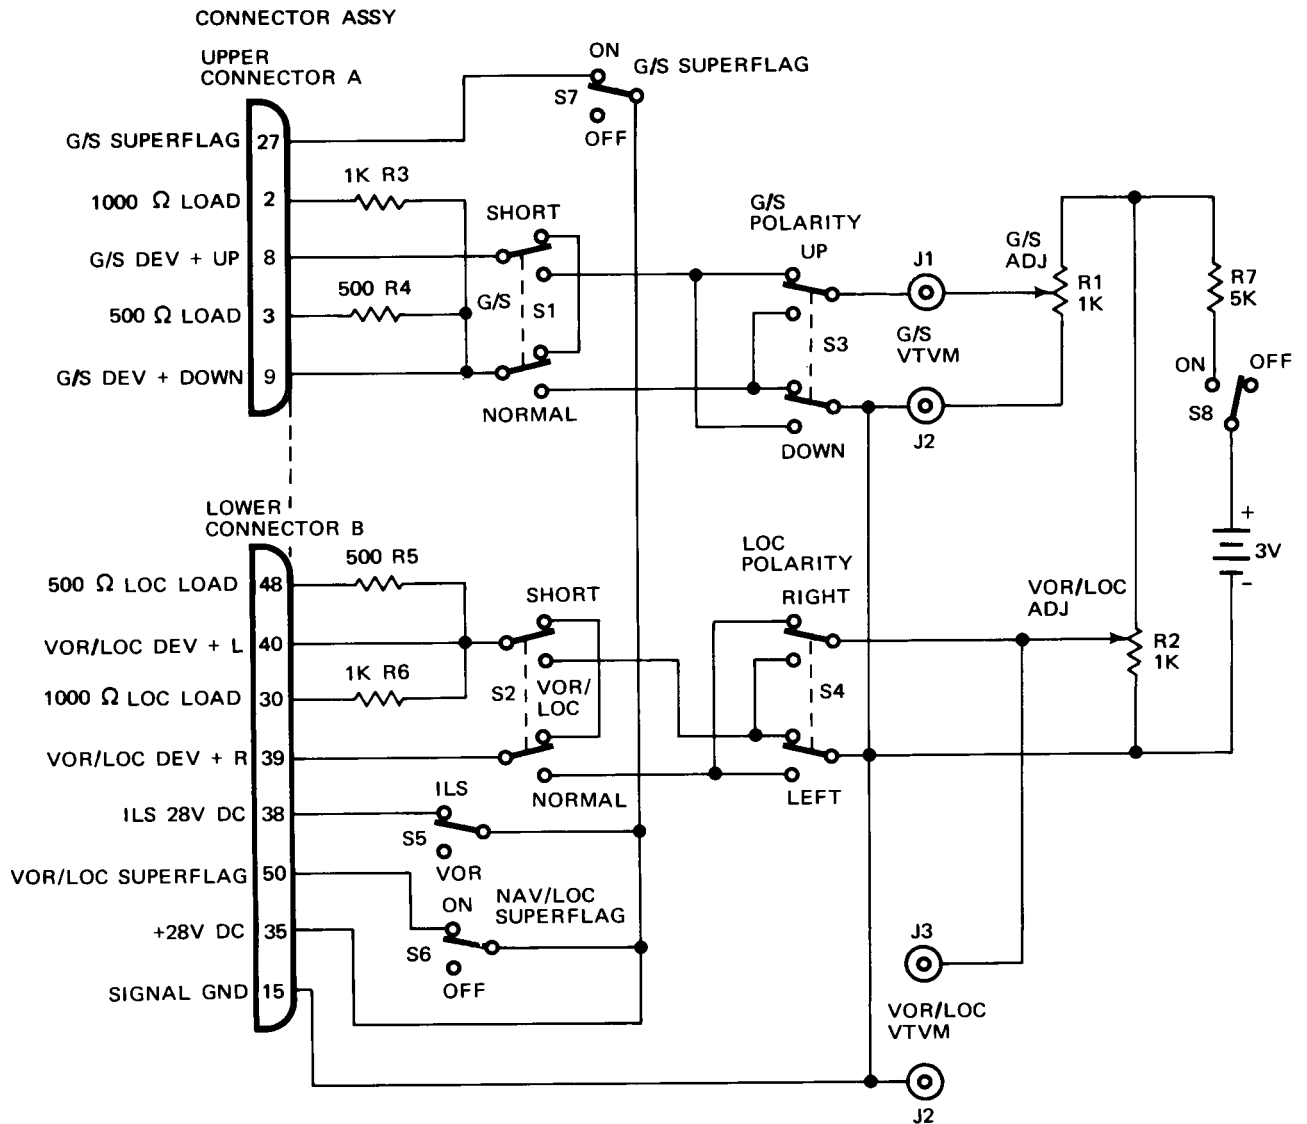 CONNECTOR ASSY
UPPER
CONNECTOR A
ON
G/S SUPERFLAG
S7
OFF
G/S SUPERFLAG 27
1K R3
1000 Ω LOAD 2
SHORT
G/S DEV + UP 8
500 R4
G/S
S1
500 Ω LOAD 3
G/S DEV + DOWN 9
NORMAL
G/S
POLARITY
UP
S3
DOWN
J1
G/S
VTVM
J2
G/S
ADJ
R1
1K
R7
5K
ON
OFF
S8
+
3V
-
LOWER
CONNECTOR B
500 R5
500 Ω LOC LOAD 48
SHORT
VOR/LOC DEV + L 40
1K R6
1000 Ω LOC LOAD 30
S2
VOR/
LOC
VOR/LOC DEV + R 39
NORMAL
LOC
POLARITY
RIGHT
S4
LEFT
VOR/LOC
ADJ
R2
1K
ILS
ILS 28V DC 38
S5
VOR
VOR/LOC SUPERFLAG 50
ON
NAV/LOC
SUPERFLAG
+28V DC 35
S6
OFF
SIGNAL GND 15
J3
VOR/LOC
VTVM
J2